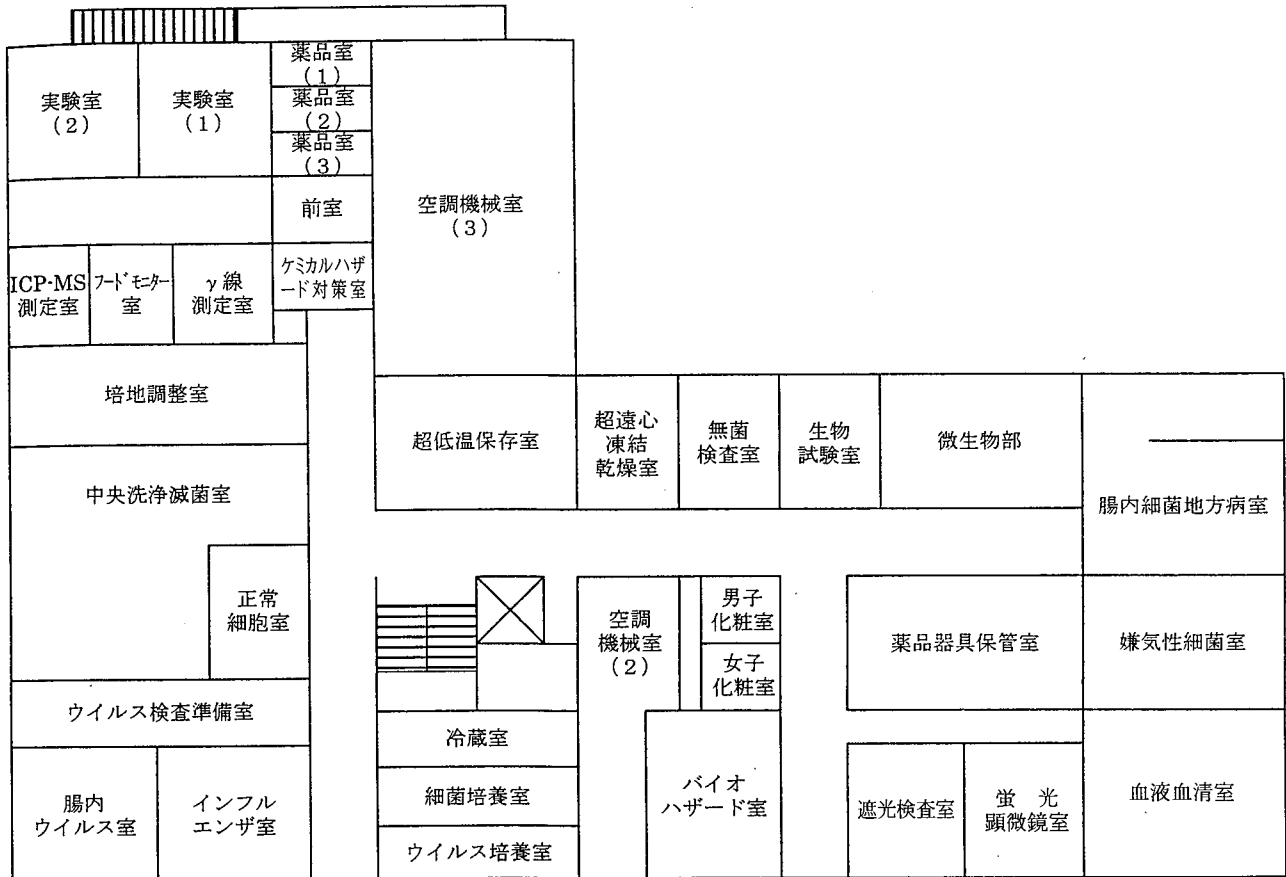 薬品室
(1)
実験室
(2)
実験室
(1)
薬品室
(2)
薬品室
(3)
前室
空調機械室
(3)
ICP-MS
測定室
フードモニター
室
γ線
測定室
ケミカルハザ
ード対策室
培地調整室
超低温保存室
超遠心
凍結
乾燥室
無菌
検査室
生物
試験室
微生物部
腸内細菌地方病室
中央洗浄滅菌室
正常
細胞室
空調
機械室
(2)
男子
化粧室
女子
化粧室
薬品器具保管室
嫌気性細菌室
ウイルス検査準備室
冷蔵室
腸内
ウイルス室
インフル
エンザ室
細菌培養室
ウイルス培養室
バイオ
ハザード室
遮光検査室
蛍 光
顕微鏡室
血液血清室